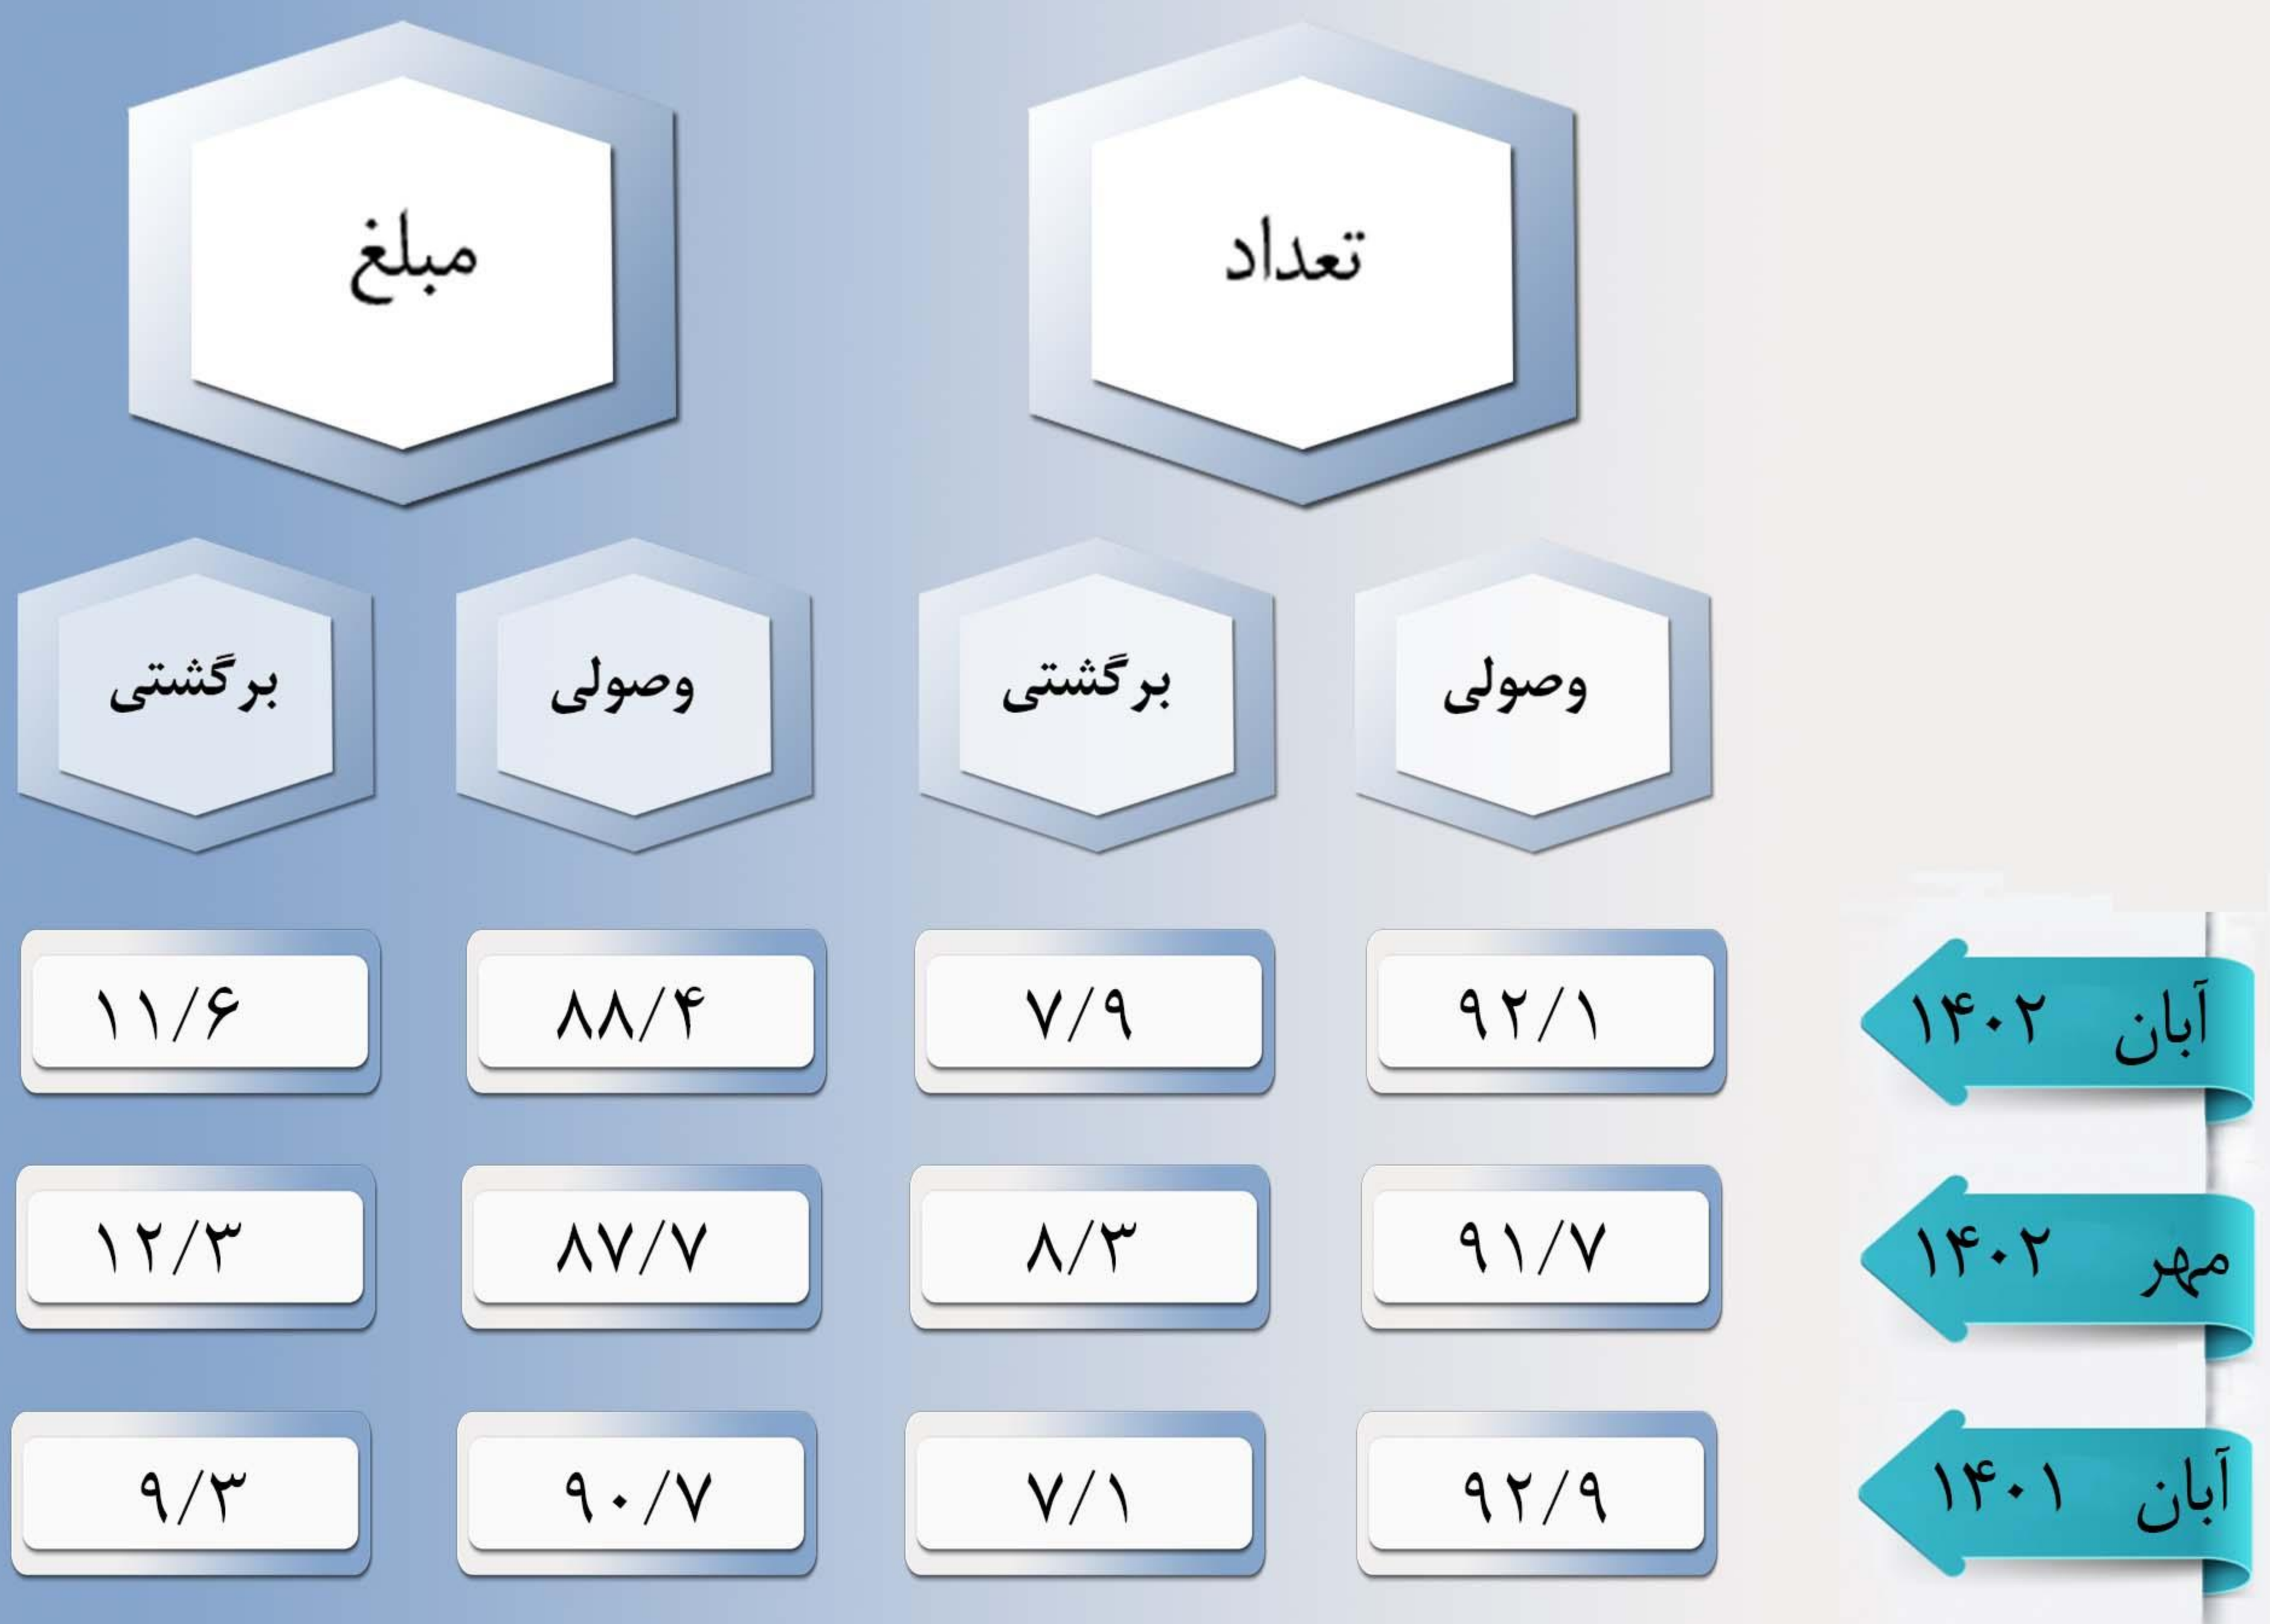 تعداد مبلغ
وصولی برگشتی وصولی برگشتی
آبان ۱۴۰۲ ۹۲/۱ ۷/۹ ۸۸/۴ ۱۱/۶
مهر ۱۴۰۲ ۹۱/۷ ۸/۳ ۸۷/۷ ۱۲/۳
آبان ۱۴۰۱ ۹۲/۹ ۷/۱ ۹۰/۷ ۹/۳